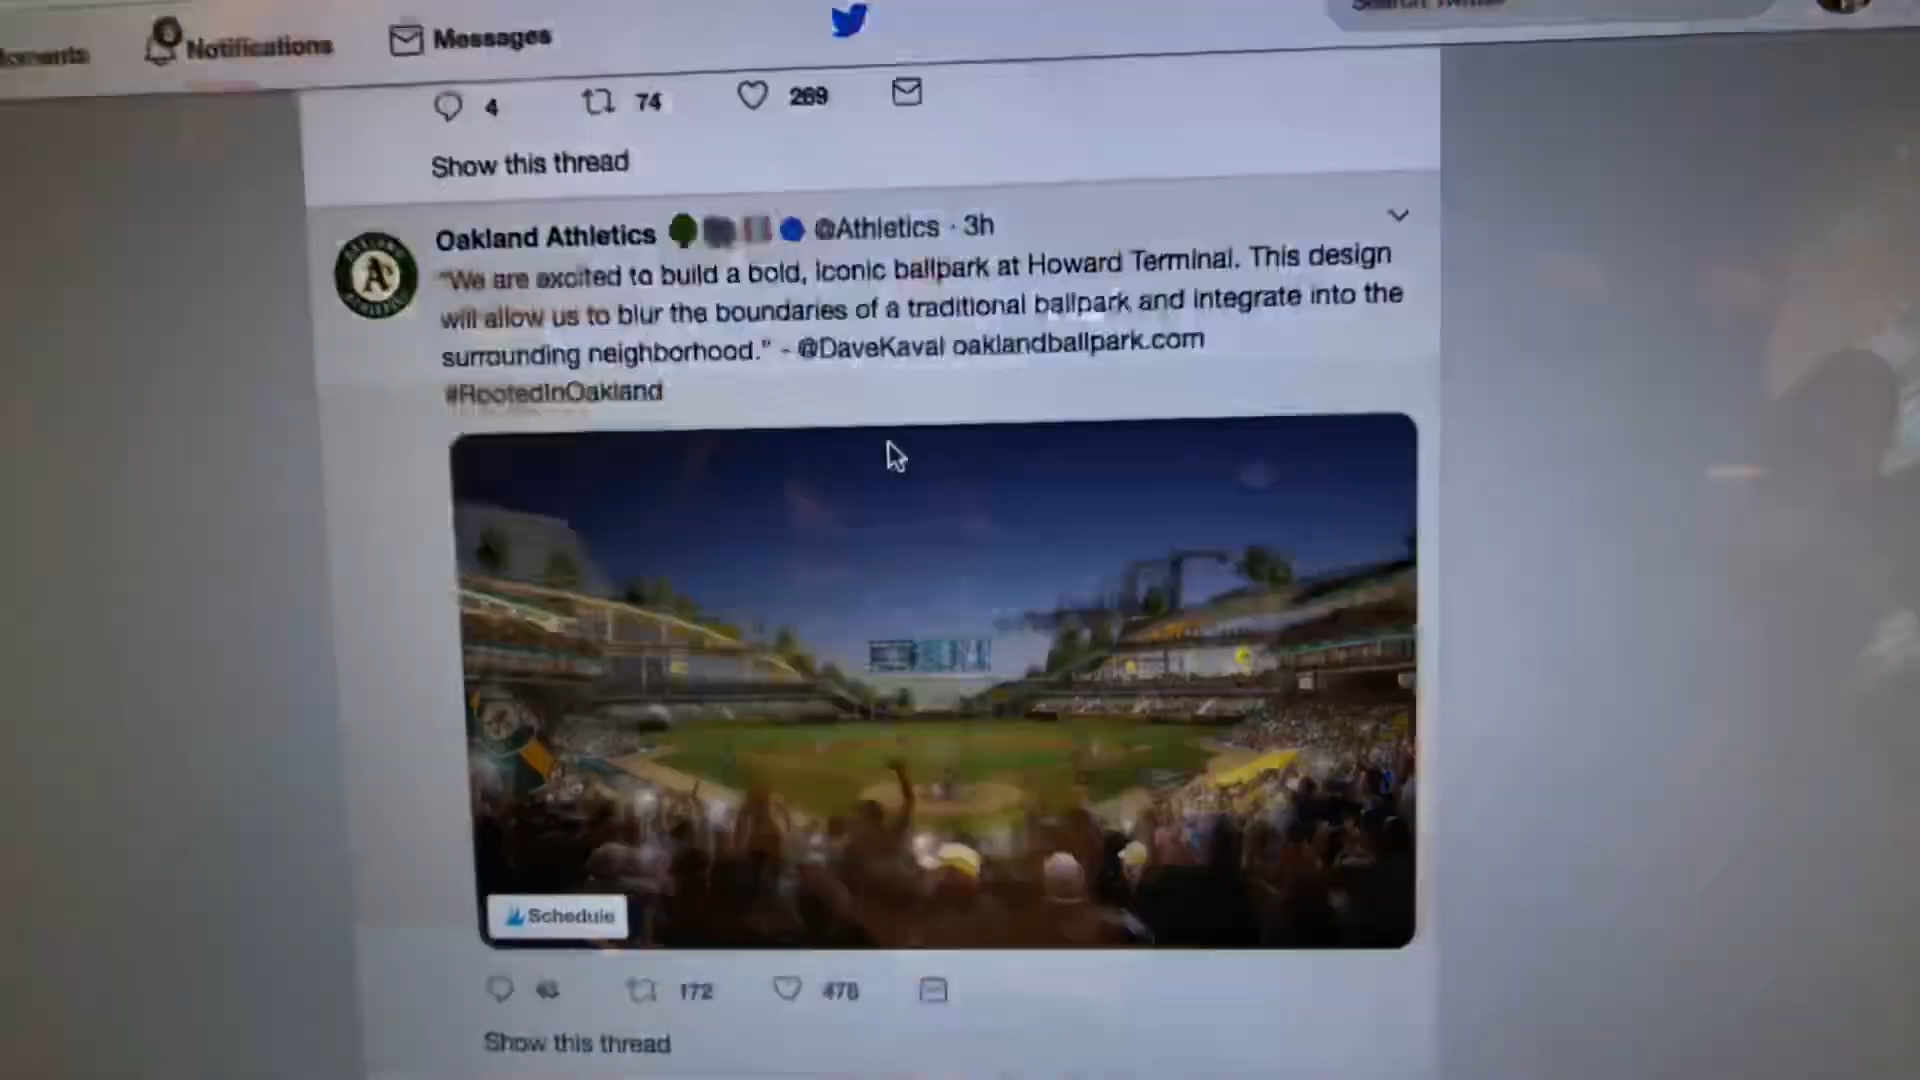 Notifications
Messages
4 74 269
Show this thread
Oakland Athletics @Athletics · 3h
"We are excited to build a bold, iconic ballpark at Howard Terminal. This design
will allow us to blur the boundaries of a traditional ballpark and integrate into the
surrounding neighborhood." - @DaveKaval oaklandballpark.com
#RootedInOakland
A's
Schedule
172 478
Show this thread